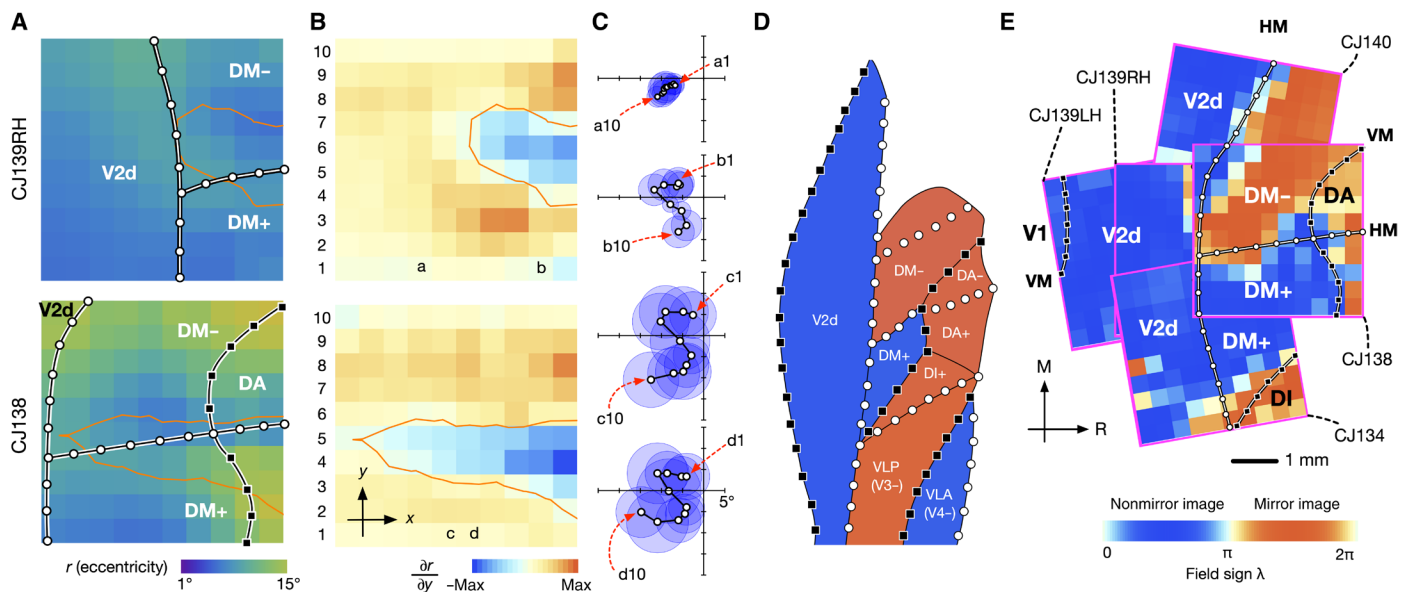 A
CJ139RH
DM–
V2d
DM+
CJ138
V2d
DM–
DA
DM+
r (eccentricity)
1°
15°
B
10
9
8
7
6
5
4
3
2
1
a
b
10
9
8
7
6
5
4
3
2
1
y
x
c
d
∂r
∂y
–Max
Max
C
a1
a10
b1
b10
c1
c10
d1
5°
d10
D
V2d
DM–
DA–
DA+
DM+
DI+
VLP
(V3–)
VLA
(V4–)
E
HM
CJ140
CJ139RH
CJ139LH
V2d
VM
DM–
DA
V1
V2d
HM
VM
DM+
V2d
DM+
CJ138
M
R
DI
CJ134
1 mm
Nonmirror image
Mirror image
0
π
2π
Field sign λ